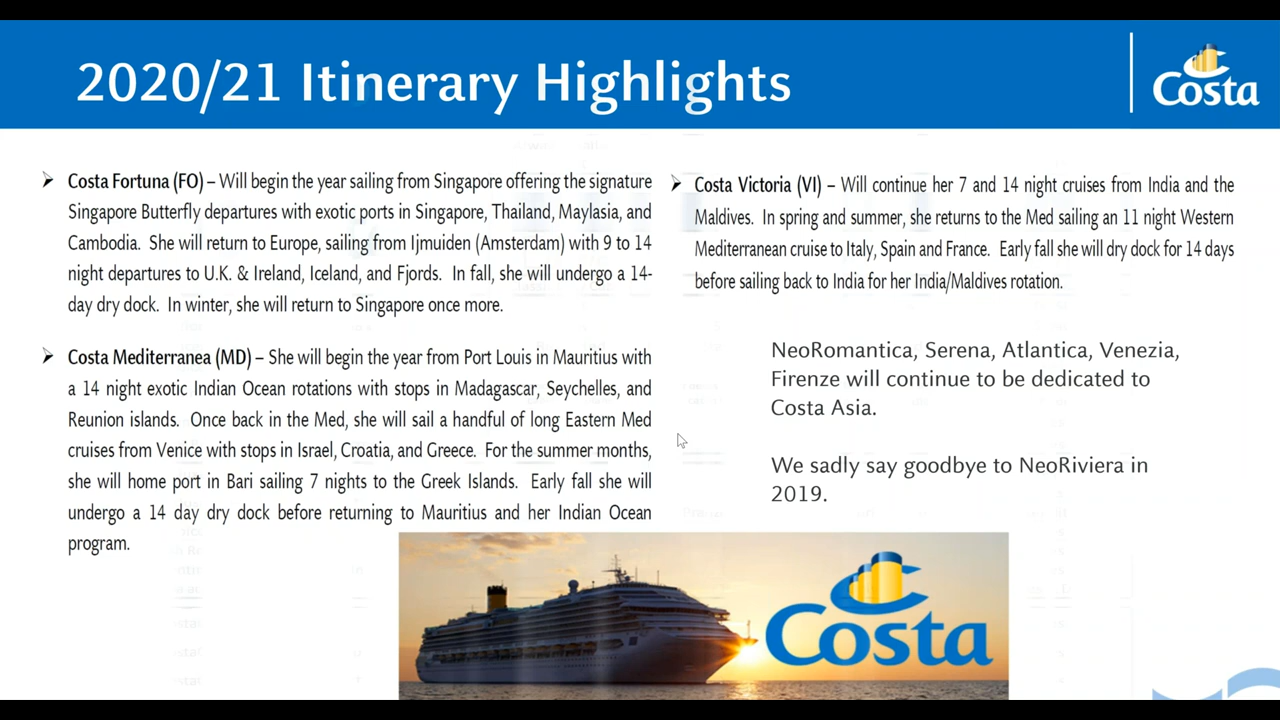 2020/21 Itinerary Highlights
Costa
Costa Fortuna (FO) – Will begin the year sailing from Singapore offering the signature
Singapore Butterfly departures with exotic ports in Singapore, Thailand, Maylasia, and
Cambodia. She will return to Europe, sailing from Ijmuiden (Amsterdam) with 9 to 14
night departures to U.K. & Ireland, Iceland, and Fjords. In fall, she will undergo a 14-
day dry dock. In winter, she will return to Singapore once more.
Costa Mediterranea (MD) – She will begin the year from Port Louis in Mauritius with
a 14 night exotic Indian Ocean rotations with stops in Madagascar, Seychelles, and
Reunion islands. Once back in the Med, she will sail a handful of long Eastern Med
cruises from Venice with stops in Israel, Croatia, and Greece. For the summer months,
she will home port in Bari sailing 7 nights to the Greek Islands. Early fall she will
undergo a 14 day dry dock before returning to Mauritius and her Indian Ocean
program.
Costa Victoria (VI) – Will continue her 7 and 14 night cruises from India and the
Maldives. In spring and summer, she returns to the Med sailing an 11 night Western
Mediterranean cruise to Italy, Spain and France. Early fall she will dry dock for 14 days
before sailing back to India for her India/Maldives rotation.
NeoRomantica, Serena, Atlantica, Venezia,
Firenze will continue to be dedicated to
Costa Asia.
We sadly say goodbye to NeoRiviera in
2019.
Costa